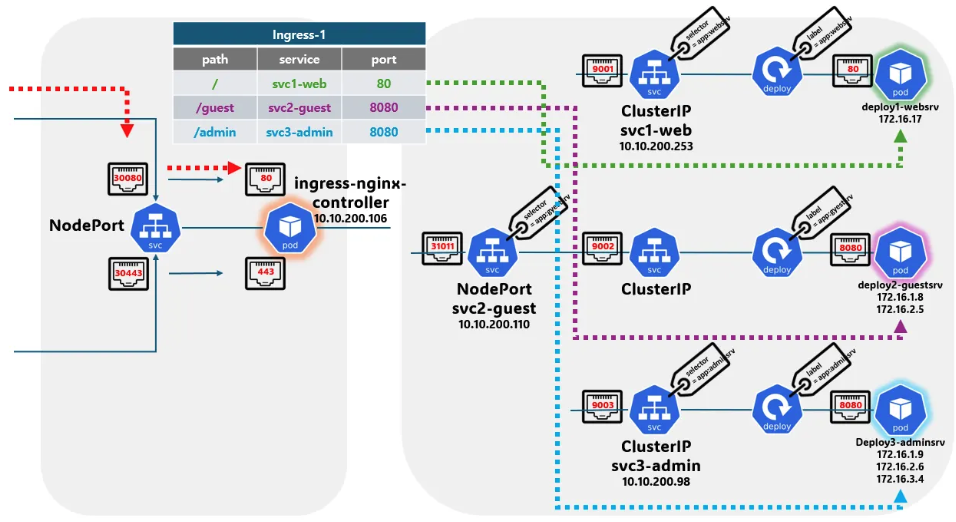 Ingress-1
path service port
/ svc1-web 80
/guest svc2-guest 8080
/admin svc3-admin 8080
30080
80
NodePort
svc
ingress-nginx-
controller
10.10.200.106
pod
30443
443
selector
= app:websrv
label
= app:websrv
9001
svc
deploy
80
pod
ClusterIP
svc1-web
10.10.200.253
deploy1-websrv
172.16.17
selector
= app:gyestsrv
label
= app:gyestsrv
31011
svc
9002
svc
deploy
8080
pod
NodePort
svc2-guest
10.10.200.110
ClusterIP
deploy2-guestsrv
172.16.1.8
172.16.2.5
selector
= app:adminsrv
label
= app:adminsrv
9003
svc
deploy
8080
pod
ClusterIP
svc3-admin
10.10.200.98
Deploy3-adminsrv
172.16.1.9
172.16.2.6
172.16.3.4